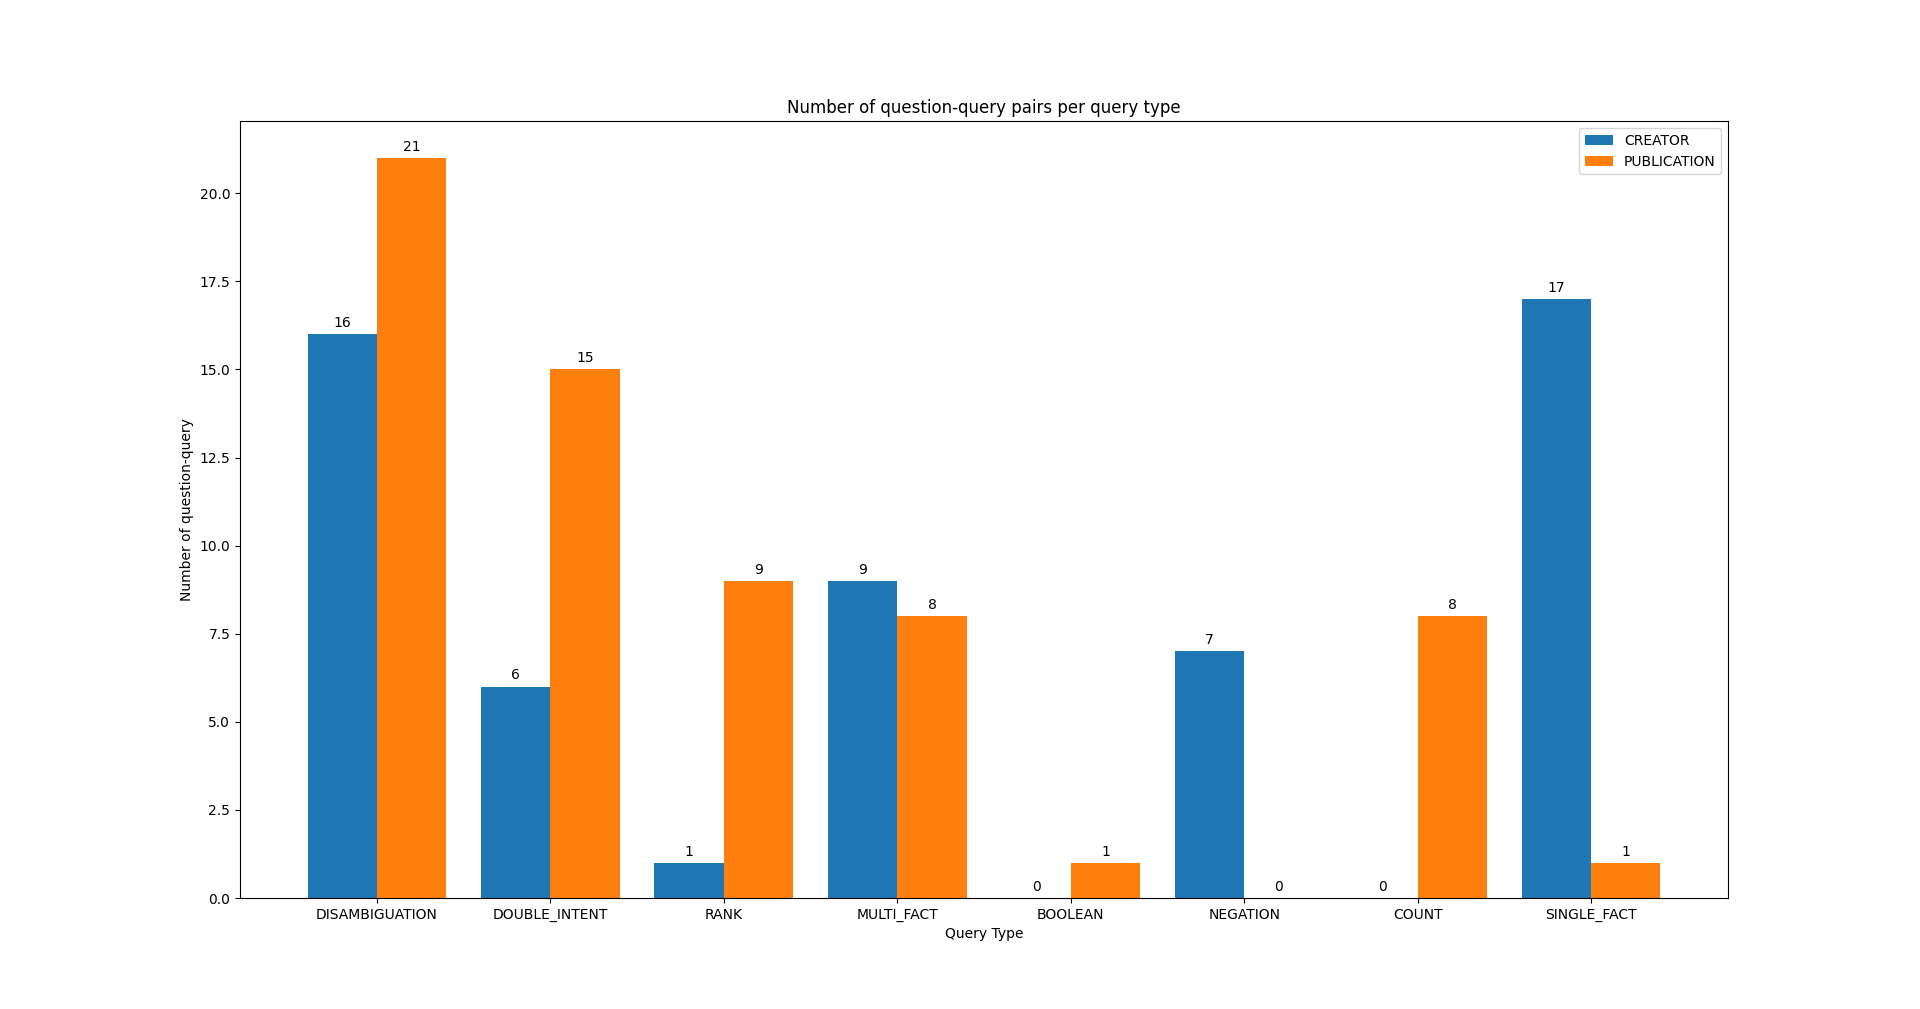 Number of question-query pairs per query type
CREATOR
PUBLICATION
Number of question-query
20.0
17.5
15.0
12.5
10.0
7.5
5.0
2.5
0.0
16
21
6
15
1
9
9
8
0
1
7
0
0
8
17
1
DISAMBIGUATION
DOUBLE_INTENT
RANK
MULTI_FACT
BOOLEAN
NEGATION
COUNT
SINGLE_FACT
Query Type